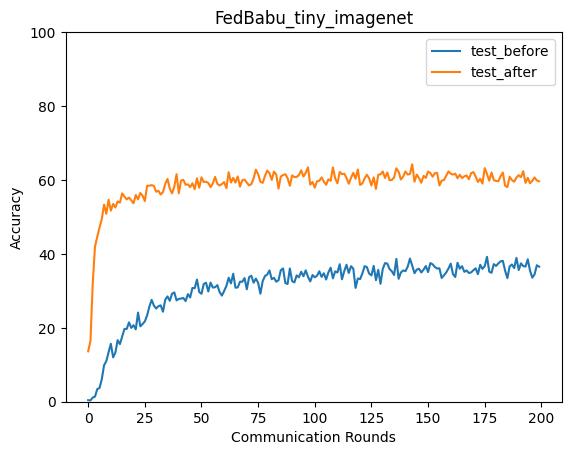 FedBabu_tiny_imagenet
100
80
60
40
20
0
Accuracy
test_before
test_after
0 25 50 75 100 125 150 175 200
Communication Rounds